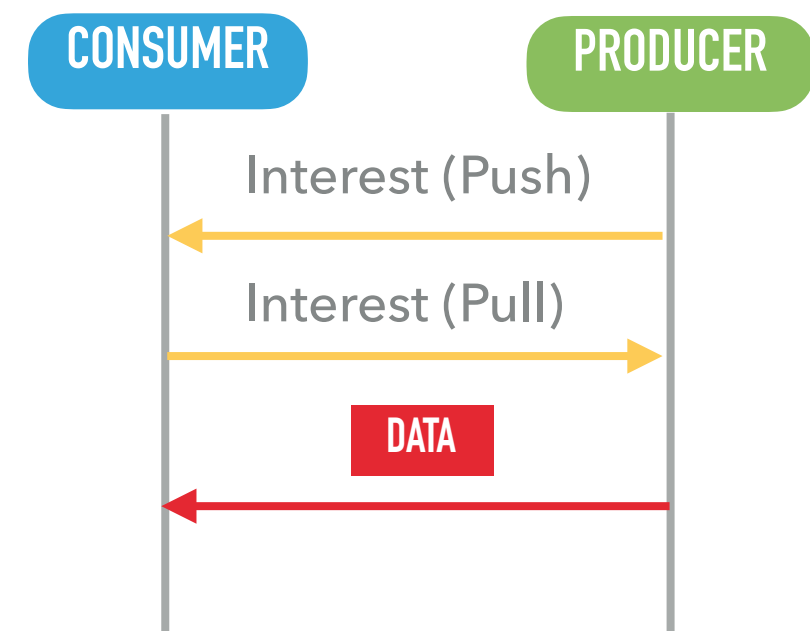 CONSUMER
PRODUCER
Interest (Push)
Interest (Pull)
DATA